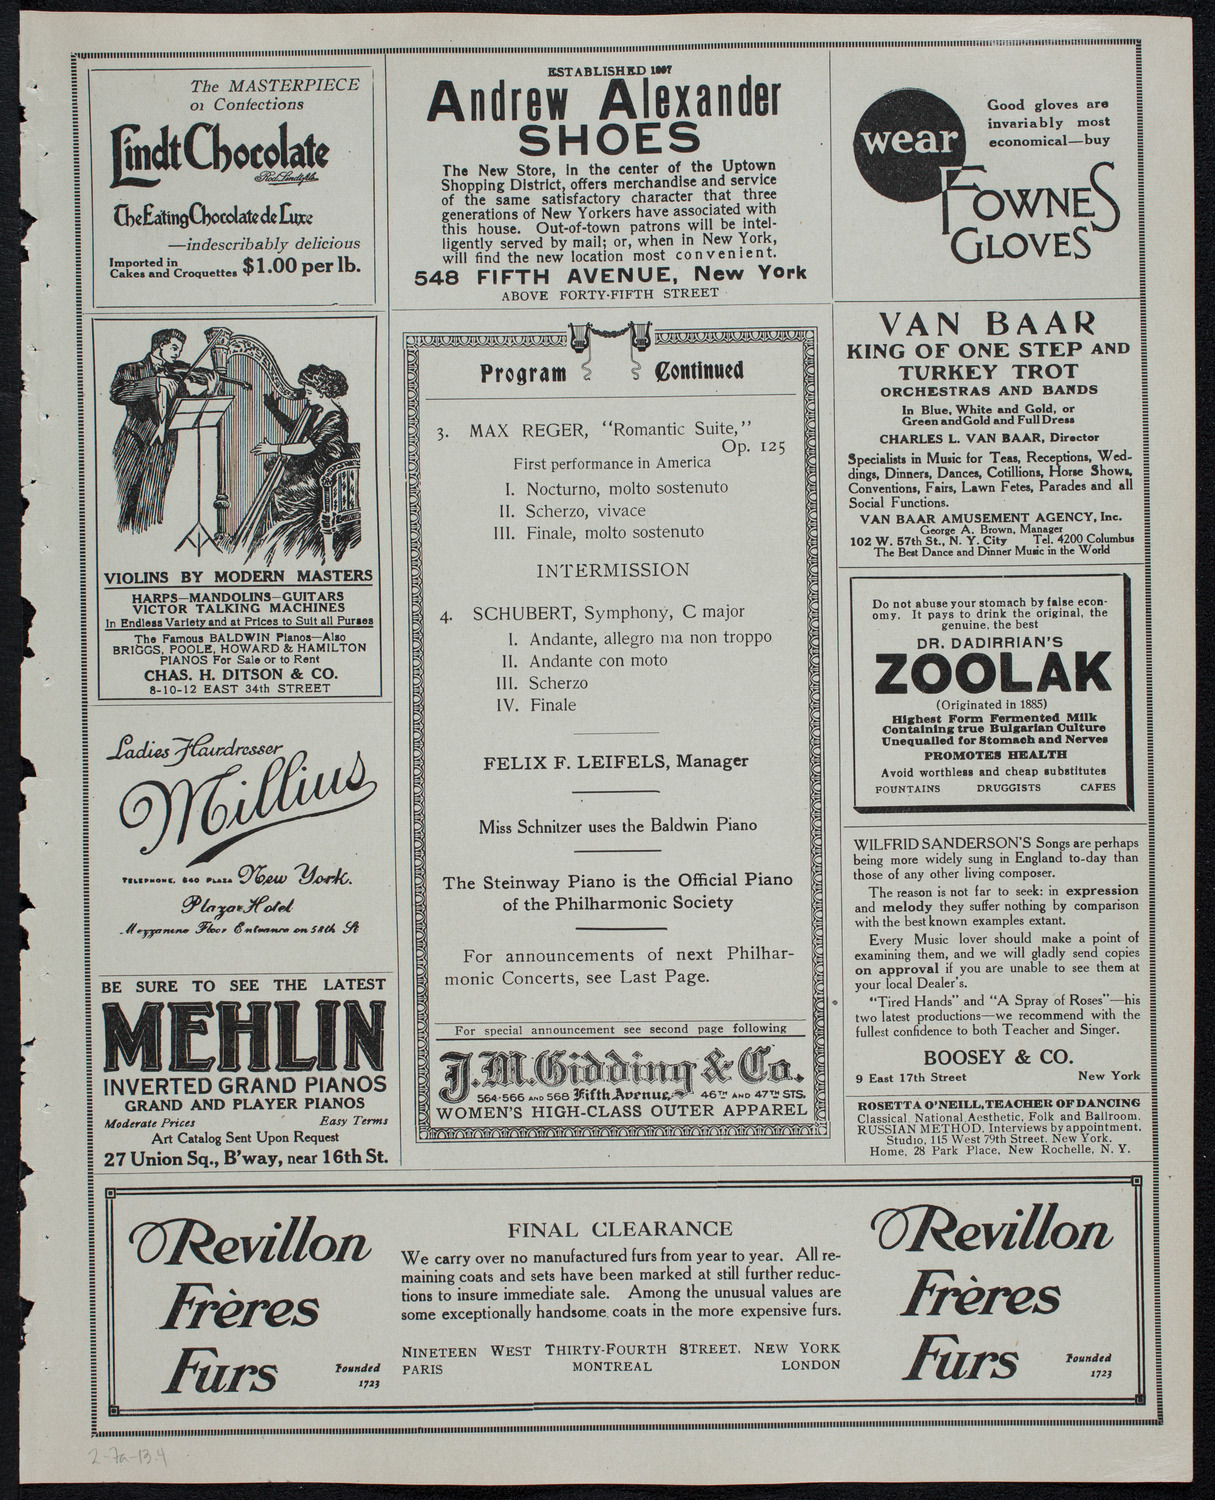 The MASTERPIECE
of Confections
Lindt Chocolate
Rod. Lindt fils
The Eating Chocolate de Luxe
—indescribably delicious
Imported in
Cakes and Croquettes $1.00 per lb.
VIOLINS BY MODERN MASTERS
HARPS—MANDOLINS—GUITARS
VICTOR TALKING MACHINES
In Endless Variety and at Prices to Suit all Purses
The Famous BALDWIN Pianos—Also
BRIGGS, POOLE, HOWARD & HAMILTON
PIANOS For Sale or to Rent
CHAS. H. DITSON & CO.
8-10-12 EAST 34th STREET
Ladies Hairdresser
Millius
TELEPHONE, 640 PLAZA New York.
Plaza Hotel
Mezzanine Floor Entrance on 58th St
BE SURE TO SEE THE LATEST
MEHLIN
INVERTED GRAND PIANOS
GRAND AND PLAYER PIANOS
Moderate Prices Easy Terms
Art Catalog Sent Upon Request
27 Union Sq., B'way, near 16th St.
ESTABLISHED 1857
Andrew Alexander
SHOES
The New Store, in the center of the Uptown
Shopping District, offers merchandise and service
of the same satisfactory character that three
generations of New Yorkers have associated with
this house. Out-of-town patrons will be intel-
ligently served by mail; or, when in New York,
will find the new location most convenient.
548 FIFTH AVENUE, New York
ABOVE FORTY-FIFTH STREET
Program Continued
3. MAX REGER, "Romantic Suite,"
Op. 125
First performance in America
I. Nocturno, molto sostenuto
II. Scherzo, vivace
III. Finale, molto sostenuto
INTERMISSION
4. SCHUBERT, Symphony, C major
I. Andante, allegro ma non troppo
II. Andante con moto
III. Scherzo
IV. Finale
FELIX F. LEIFELS, Manager
Miss Schnitzer uses the Baldwin Piano
The Steinway Piano is the Official Piano
of the Philharmonic Society
For announcements of next Philhar-
monic Concerts, see Last Page.
For special announcement see second page following
J.M. Gidding & Co.
564-566 AND 568 Fifth Avenue, 46TH AND 47TH STS.
WOMEN'S HIGH-CLASS OUTER APPAREL
wear
Good gloves are
invariably most
economical—buy
FOWNES
GLOVES
VAN BAAR
KING OF ONE STEP AND
TURKEY TROT
ORCHESTRAS AND BANDS
In Blue, White and Gold, or
Green and Gold and Full Dress
CHARLES L. VAN BAAR, Director
Specialists in Music for Teas, Receptions, Wed-
dings, Dinners, Dances, Cotillions, Horse Shows,
Conventions, Fairs, Lawn Fetes, Parades and all
Social Functions.
VAN BAAR AMUSEMENT AGENCY, Inc.
George A. Brown, Manager
102 W. 57th St., N. Y. City Tel. 4200 Columbus
The Best Dance and Dinner Music in the World
Do not abuse your stomach by false econ-
omy. It pays to drink the original, the
genuine, the best
DR. DADIRRIAN'S
ZOOLAK
(Originated in 1885)
Highest Form Fermented Milk
Containing true Bulgarian Culture
Unequalled for Stomach and Nerves
PROMOTES HEALTH
Avoid worthless and cheap substitutes
FOUNTAINS DRUGGISTS CAFES
WILFRID SANDERSON'S Songs are perhaps
being more widely sung in England to-day than
those of any other living composer.
The reason is not far to seek: in expression
and melody they suffer nothing by comparison
with the best known examples extant.
Every Music lover should make a point of
examining them, and we will gladly send copies
on approval if you are unable to see them at
your local Dealer's.
"Tired Hands" and "A Spray of Roses"—his
two latest productions—we recommend with the
fullest confidence to both Teacher and Singer.
BOOSEY & CO.
9 East 17th Street New York
ROSETTA O'NEILL, TEACHER OF DANCING
Classical, National, Aesthetic, Folk and Ballroom.
RUSSIAN METHOD. Interviews by appointment.
Studio, 115 West 79th Street, New York.
Home, 28 Park Place, New Rochelle, N. Y.
Revillon
Frères
Furs
Founded
1723
FINAL CLEARANCE
We carry over no manufactured furs from year to year. All re-
maining coats and sets have been marked at still further reduc-
tions to insure immediate sale. Among the unusual values are
some exceptionally handsome coats in the more expensive furs.
NINETEEN WEST THIRTY-FOURTH STREET, NEW YORK
PARIS MONTREAL LONDON
Revillon
Frères
Furs
Founded
1723
2-7a-13.4